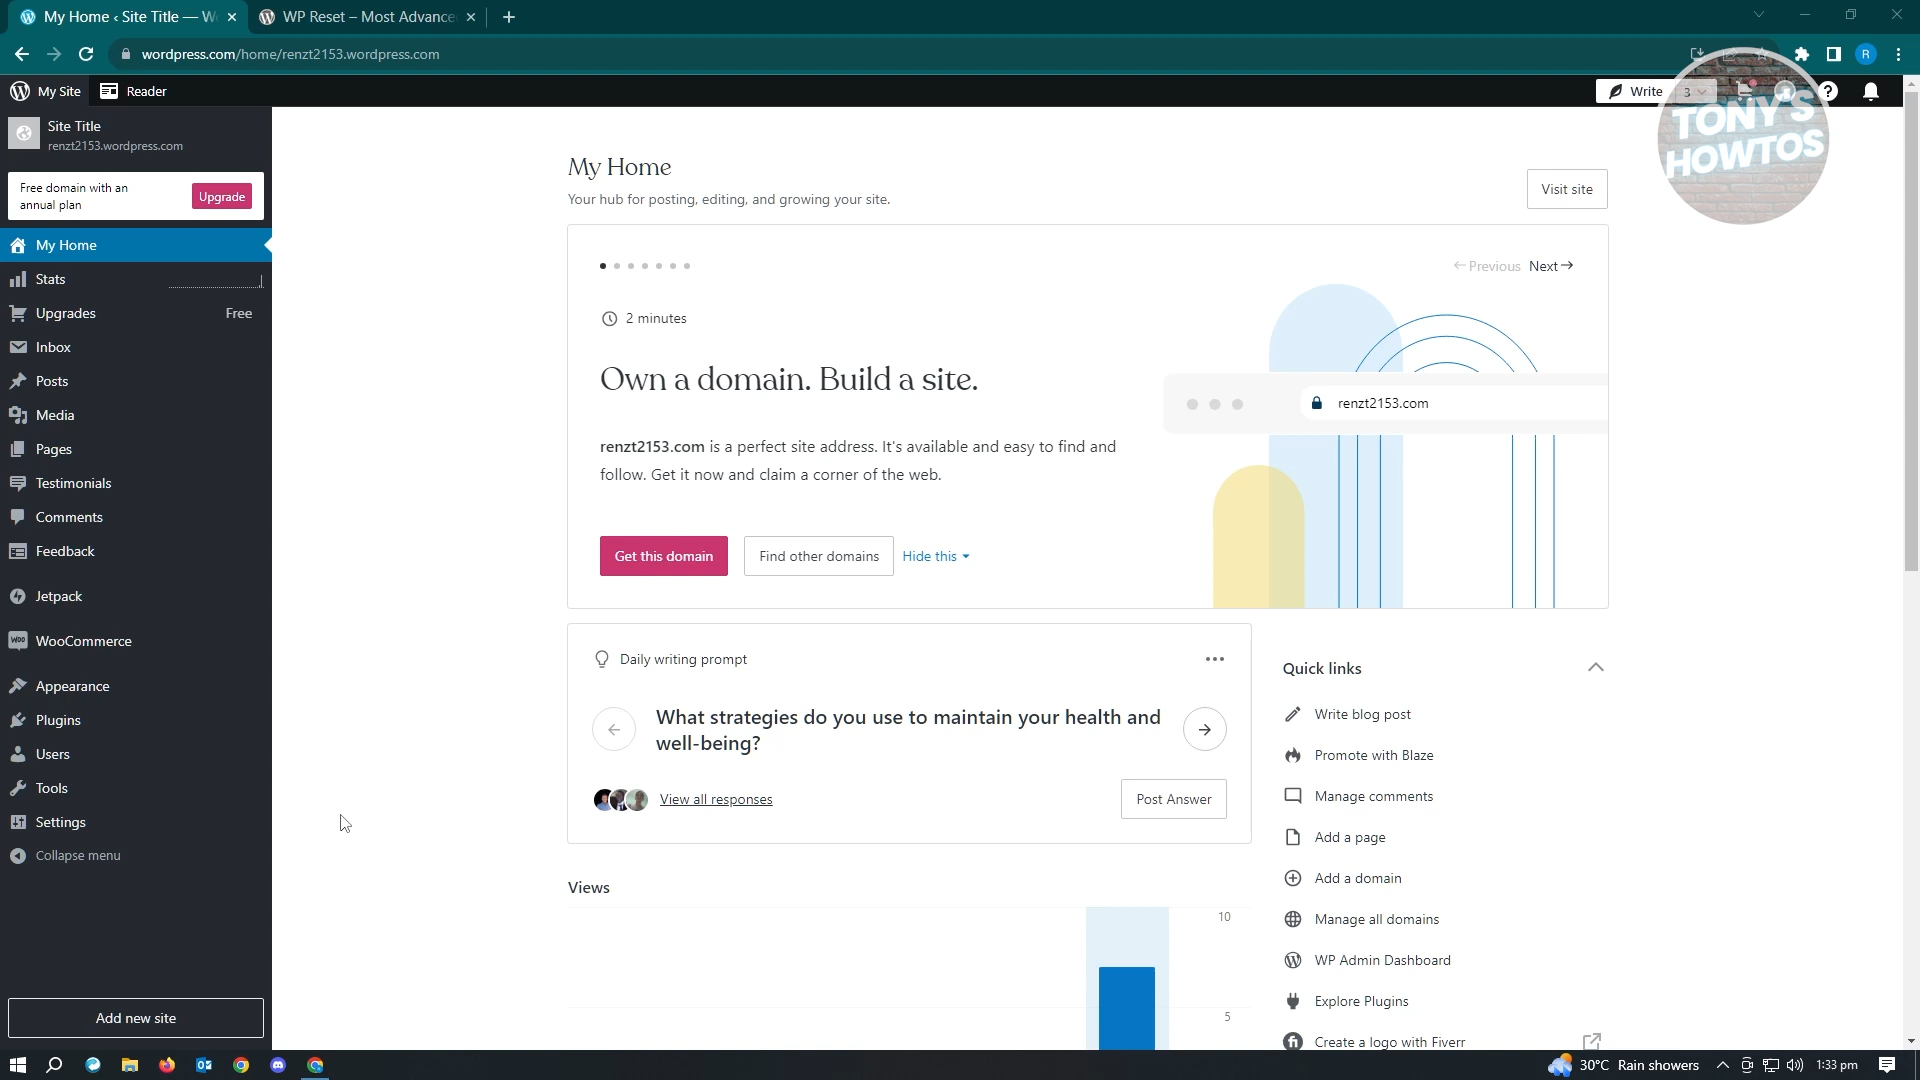 My Home ‹ Site Title — W
WP Reset – Most Advance
wordpress.com/home/renzt2153.wordpress.com
R
My Site
Reader
Write
3
TONY'S
HOWTOS
Site Title
renzt2153.wordpress.com
Free domain with an
annual plan
Upgrade
My Home
Stats
Upgrades
Free
Inbox
Posts
Media
Pages
Testimonials
Comments
Feedback
Jetpack
WooCommerce
Appearance
Plugins
Users
Tools
Settings
Collapse menu
Add new site
My Home
Your hub for posting, editing, and growing your site.
Visit site
← Previous
Next →
2 minutes
Own a domain. Build a site.
renzt2153.com is a perfect site address. It's available and easy to find and
follow. Get it now and claim a corner of the web.
Get this domain
Find other domains
Hide this
renzt2153.com
Daily writing prompt
What strategies do you use to maintain your health and
well-being?
View all responses
Post Answer
Views
10
5
Quick links
Write blog post
Promote with Blaze
Manage comments
Add a page
Add a domain
Manage all domains
WP Admin Dashboard
Explore Plugins
Create a logo with Fiverr
30°C Rain showers
1:33 pm